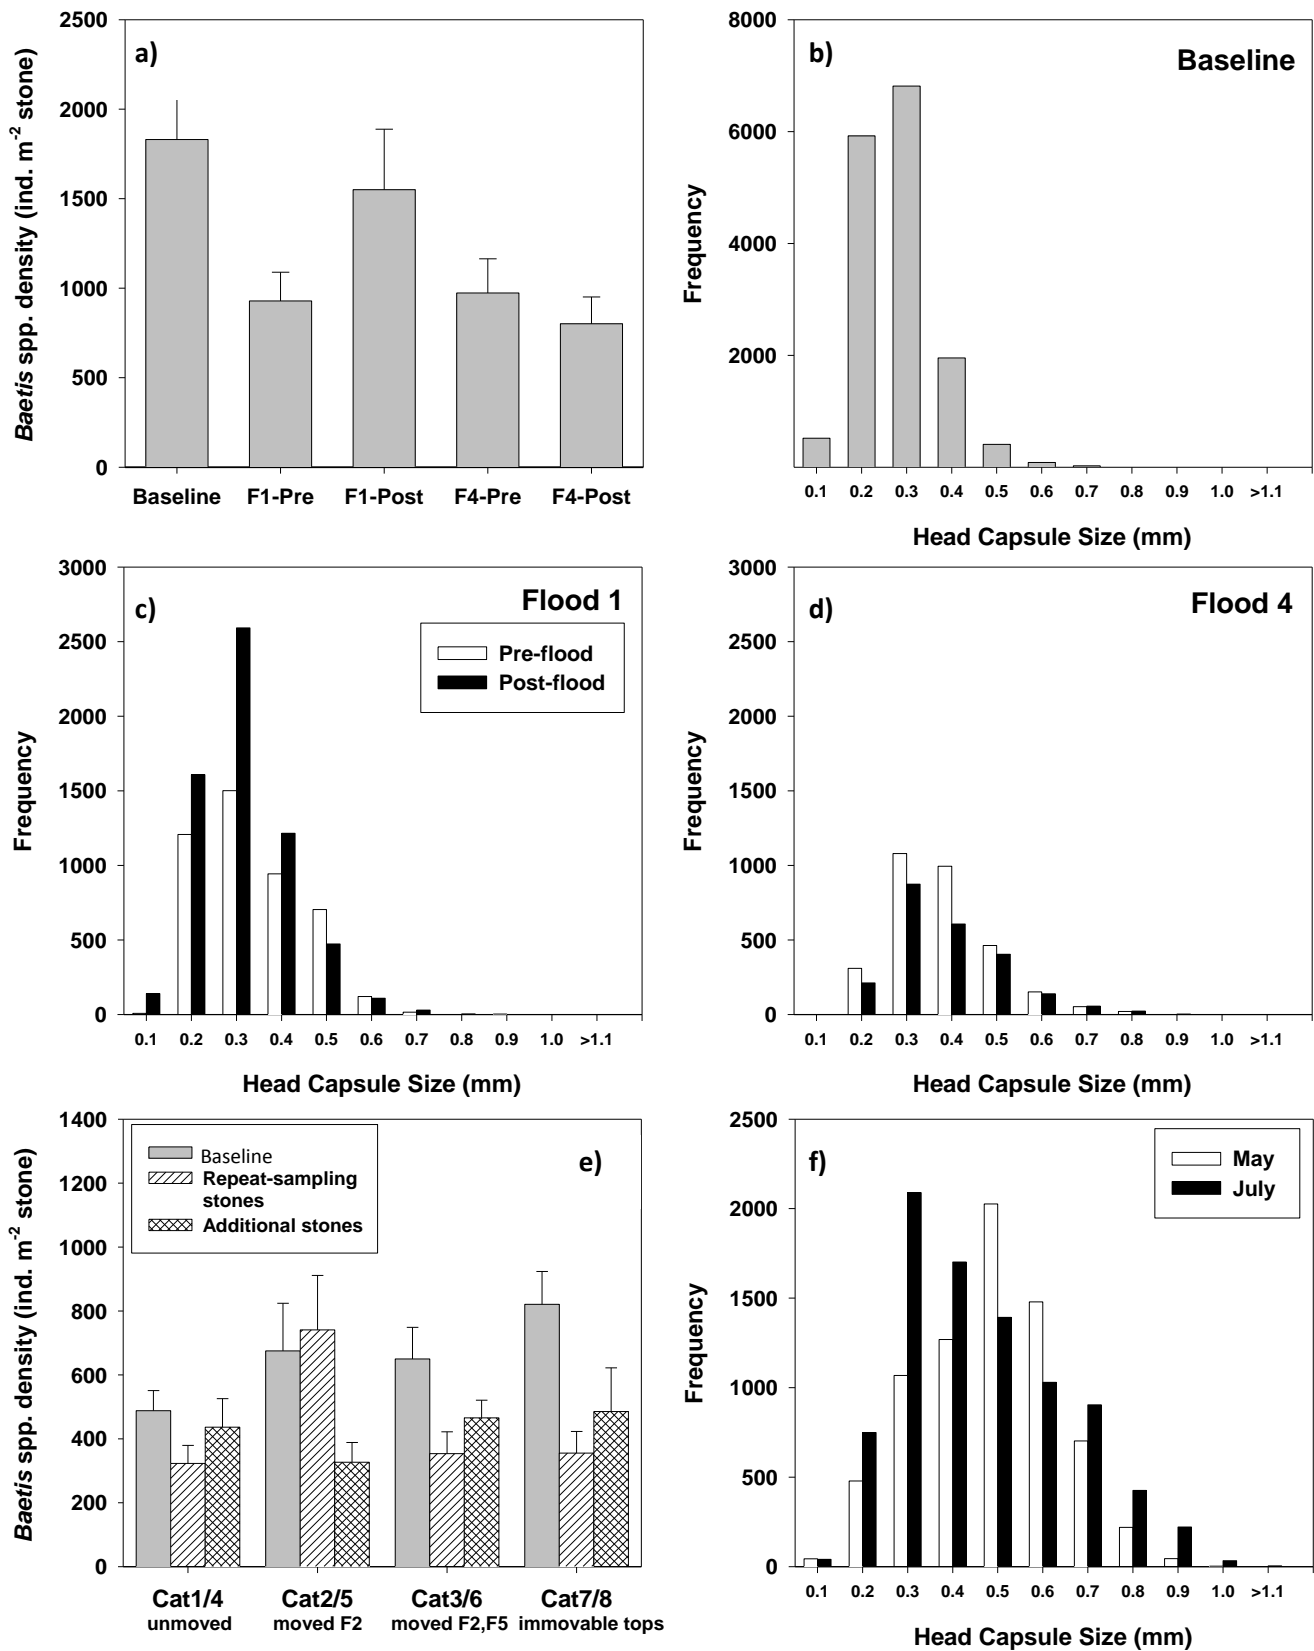 a)
Baetis spp. density (ind. m-2 stone)
2500
2000
1500
1000
500
0
Baseline F1-Pre F1-Post F4-Pre F4-Post
b)
Baseline
Frequency
8000
6000
4000
2000
0.1 0.2 0.3 0.4 0.5 0.6 0.7 0.8 0.9 1.0 >1.1
Head Capsule Size (mm)
c)
Flood 1
Pre-flood
Post-flood
Frequency
3000
2500
2000
1500
1000
500
0
0.1 0.2 0.3 0.4 0.5 0.6 0.7 0.8 0.9 1.0 >1.1
Head Capsule Size (mm)
d)
Flood 4
Frequency
3000
2500
2000
1500
1000
500
0
0.1 0.2 0.3 0.4 0.5 0.6 0.7 0.8 0.9 1.0 >1.1
Head Capsule Size (mm)
e)
Baseline
Repeat-sampling
stones
Additional stones
Baetis spp. density (ind. m-2 stone)
1400
1200
1000
800
600
400
200
0
Cat1/4 Cat2/5 Cat3/6 Cat7/8
unmoved moved F2 moved F2,F5 immovable tops
f)
May
July
Frequency
2500
2000
1500
1000
500
0
0.1 0.2 0.3 0.4 0.5 0.6 0.7 0.8 0.9 1.0 >1.1
Head Capsule Size (mm)